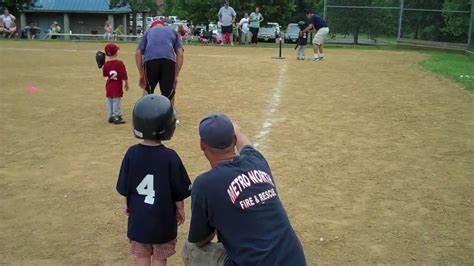 2
4
METRO NORTH
FIRE & RESCUE